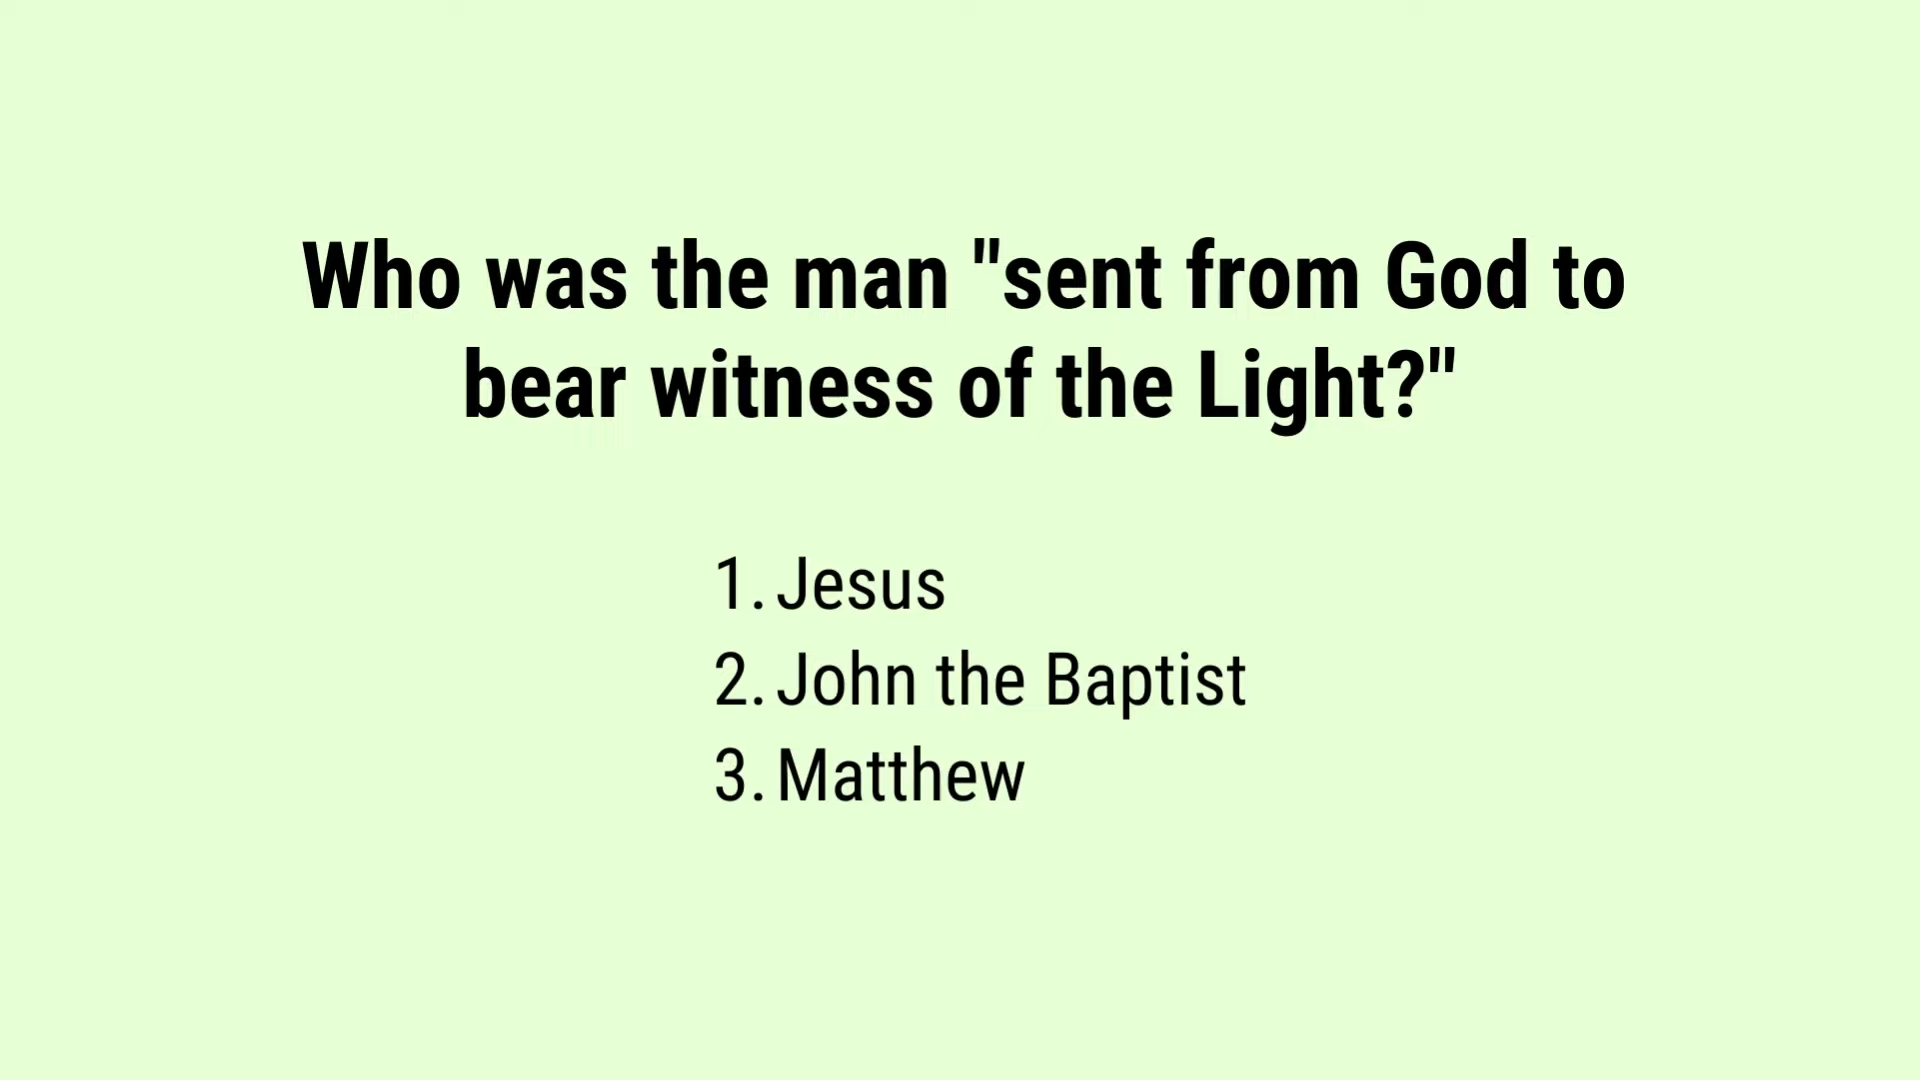 Who was the man "sent from God to
bear witness of the Light?"
1. Jesus
2. John the Baptist
3. Matthew